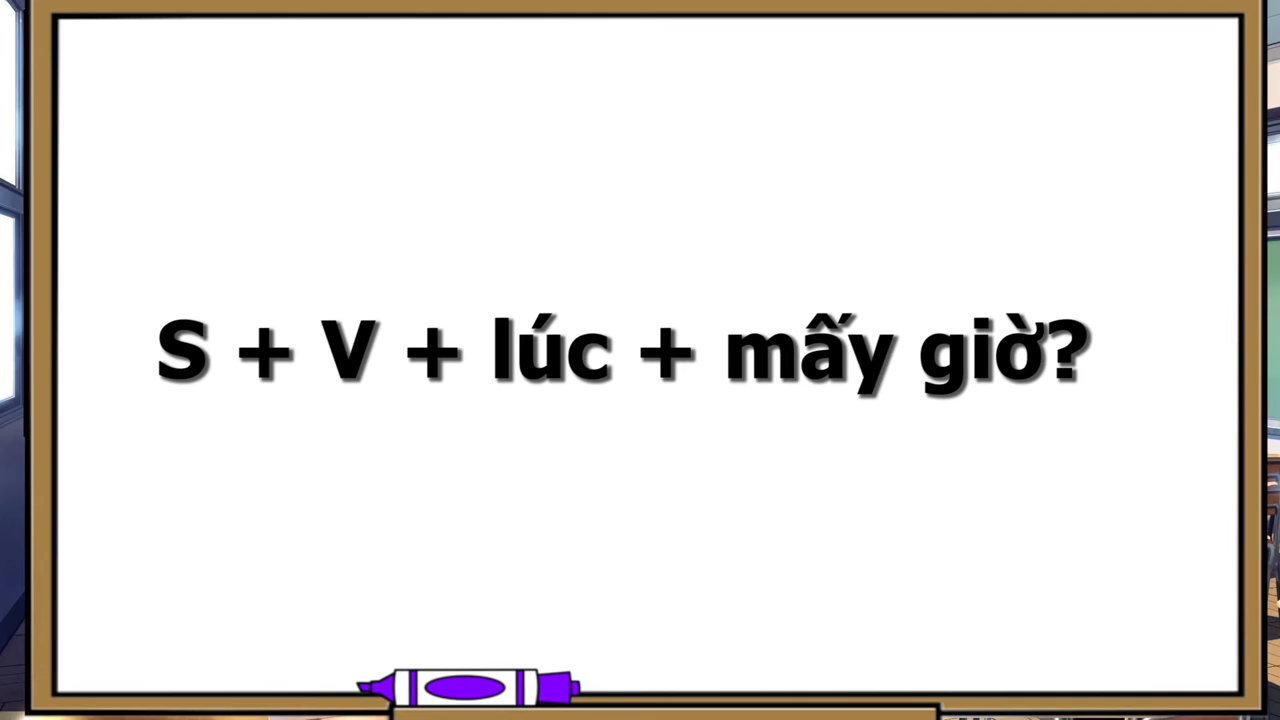 S + V + lúc + mấy giờ?